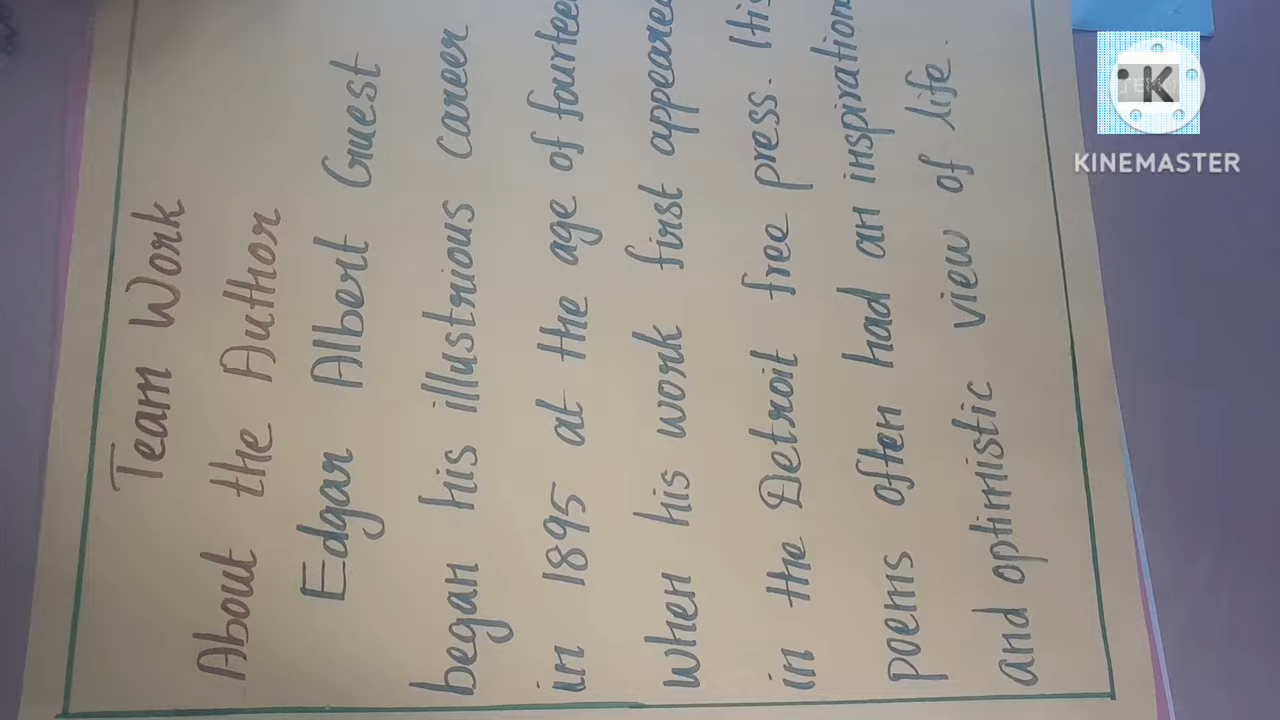 Team Work
About the Author
Edgar Albert Guest
began his illustrious career
in 1895 at the age of fourteen
when his work first appeared
in the Detroit free press. His
poems often had an inspiration
and optimistic view of life.
KINEMASTER